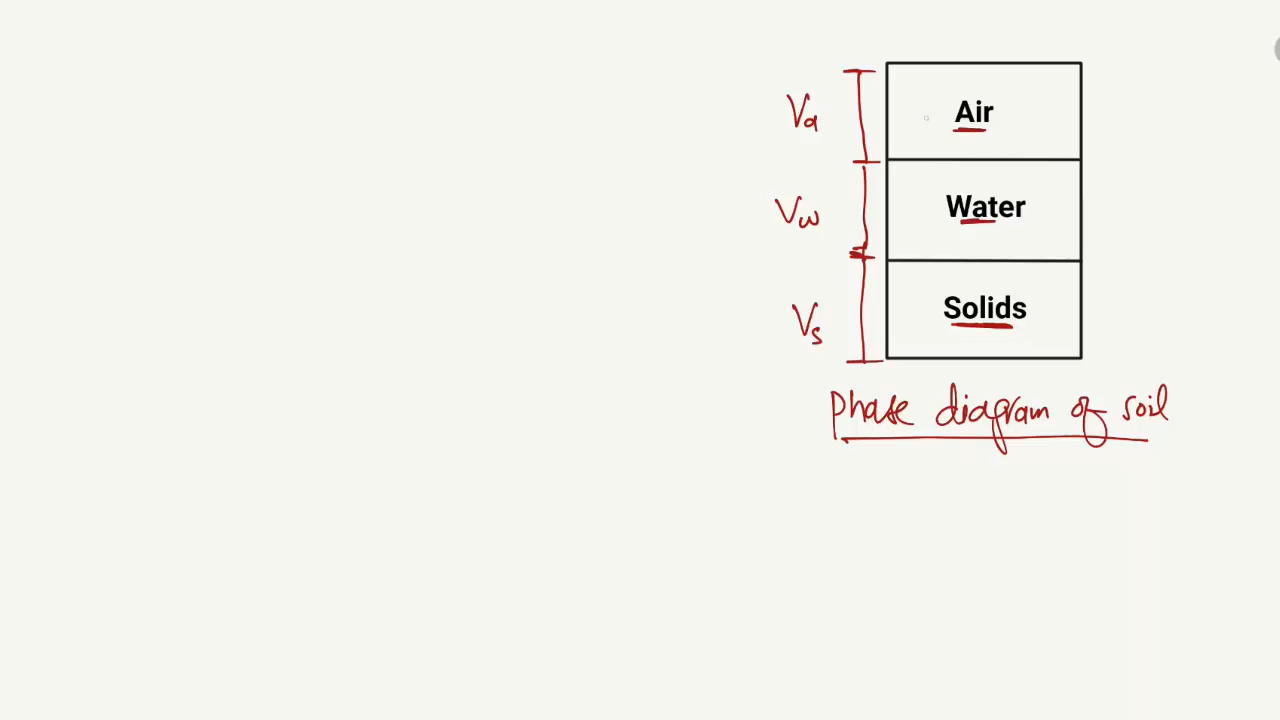 Va
Air
Vw
Water
Vs
Solids
Phase diagram of soil